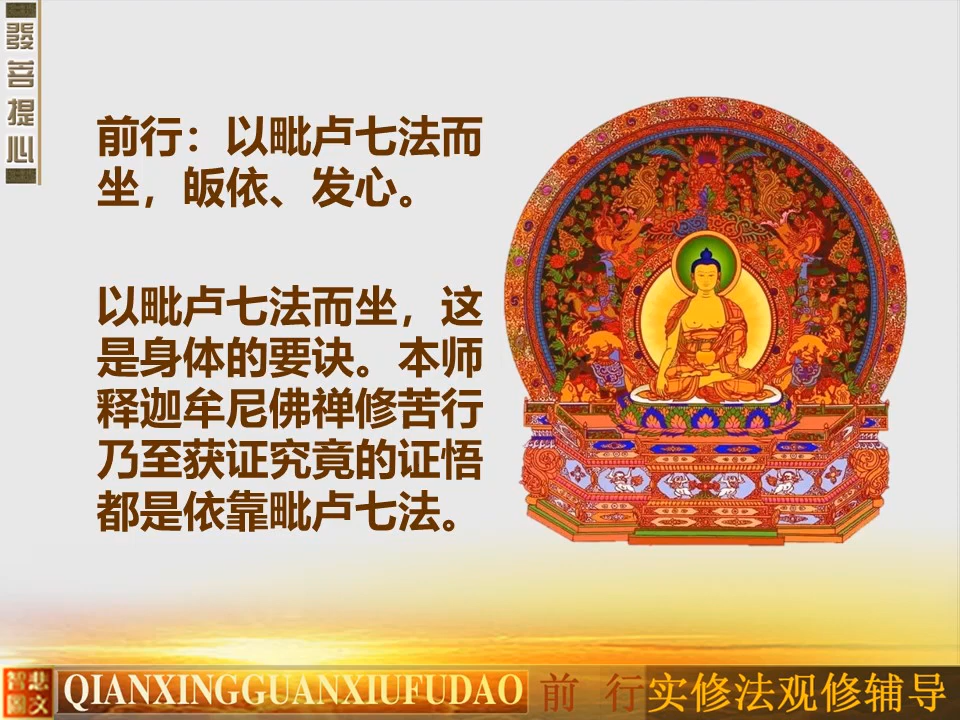 發菩提心
前行：以毗卢七法而
坐，皈依、发心。
以毗卢七法而坐，这
是身体的要诀。本师
释迦牟尼佛禅修苦行
乃至获证究竟的证悟
都是依靠毗卢七法。
QIANXINGGUANXIUFUDAO 前 行实修法观修辅导